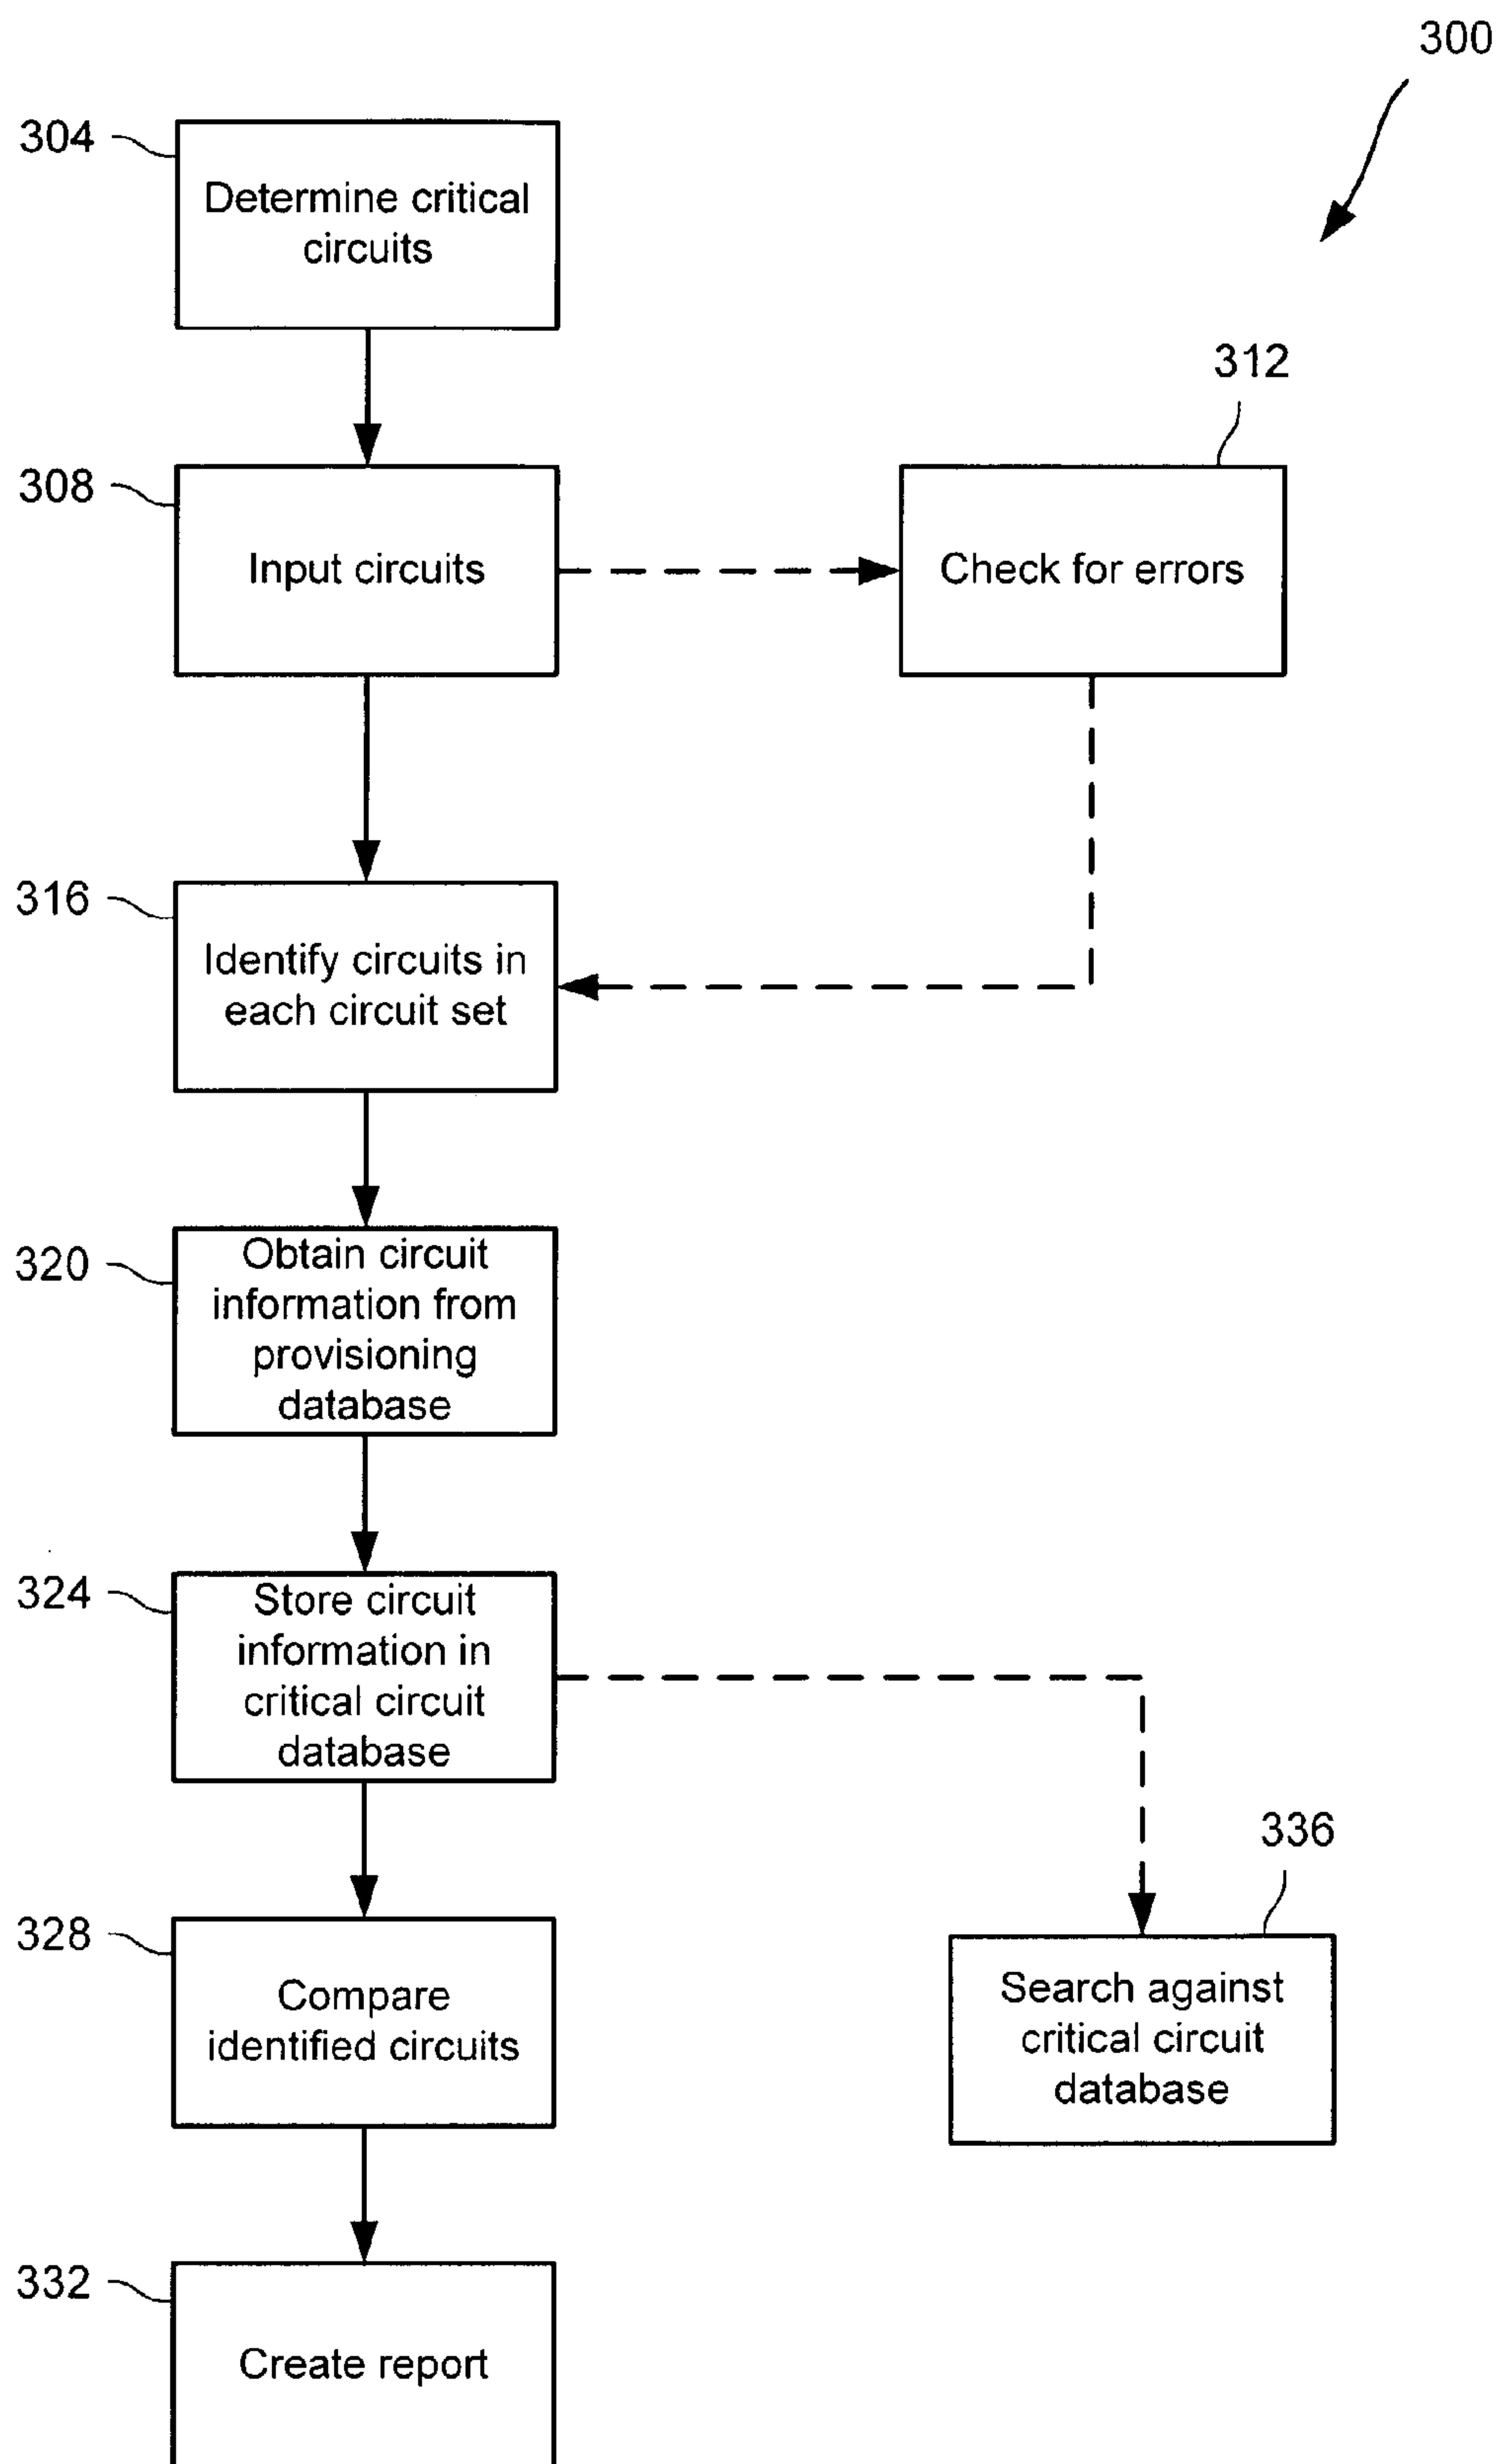 300
304
Determine critical
circuits
312
308
Input circuits
Check for errors
316
Identify circuits in
each circuit set
320
Obtain circuit
information from
provisioning
database
324
Store circuit
information in
critical circuit
database
336
328
Compare
identified circuits
Search against
critical circuit
database
332
Create report